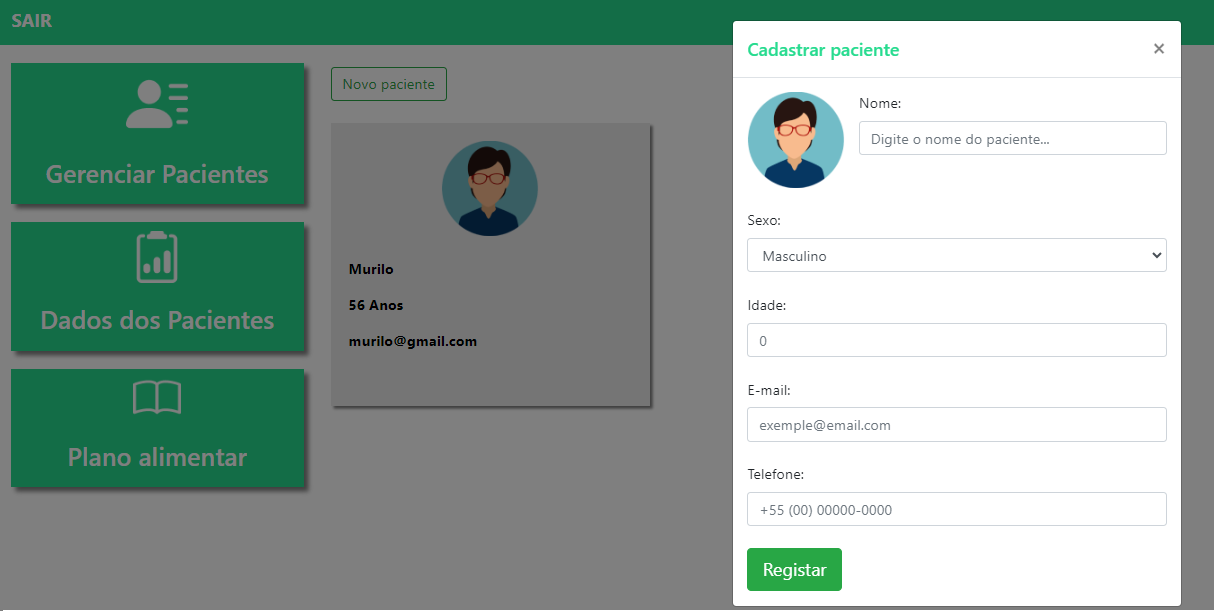 SAIR
Gerenciar Pacientes
Dados dos Pacientes
Plano alimentar
Novo paciente
Murilo
56 Anos
murilo@gmail.com
Cadastrar paciente
×
Nome:
Digite o nome do paciente...
Sexo:
Masculino
Idade:
0
E-mail:
exemple@email.com
Telefone:
+55 (00) 00000-0000
Registar